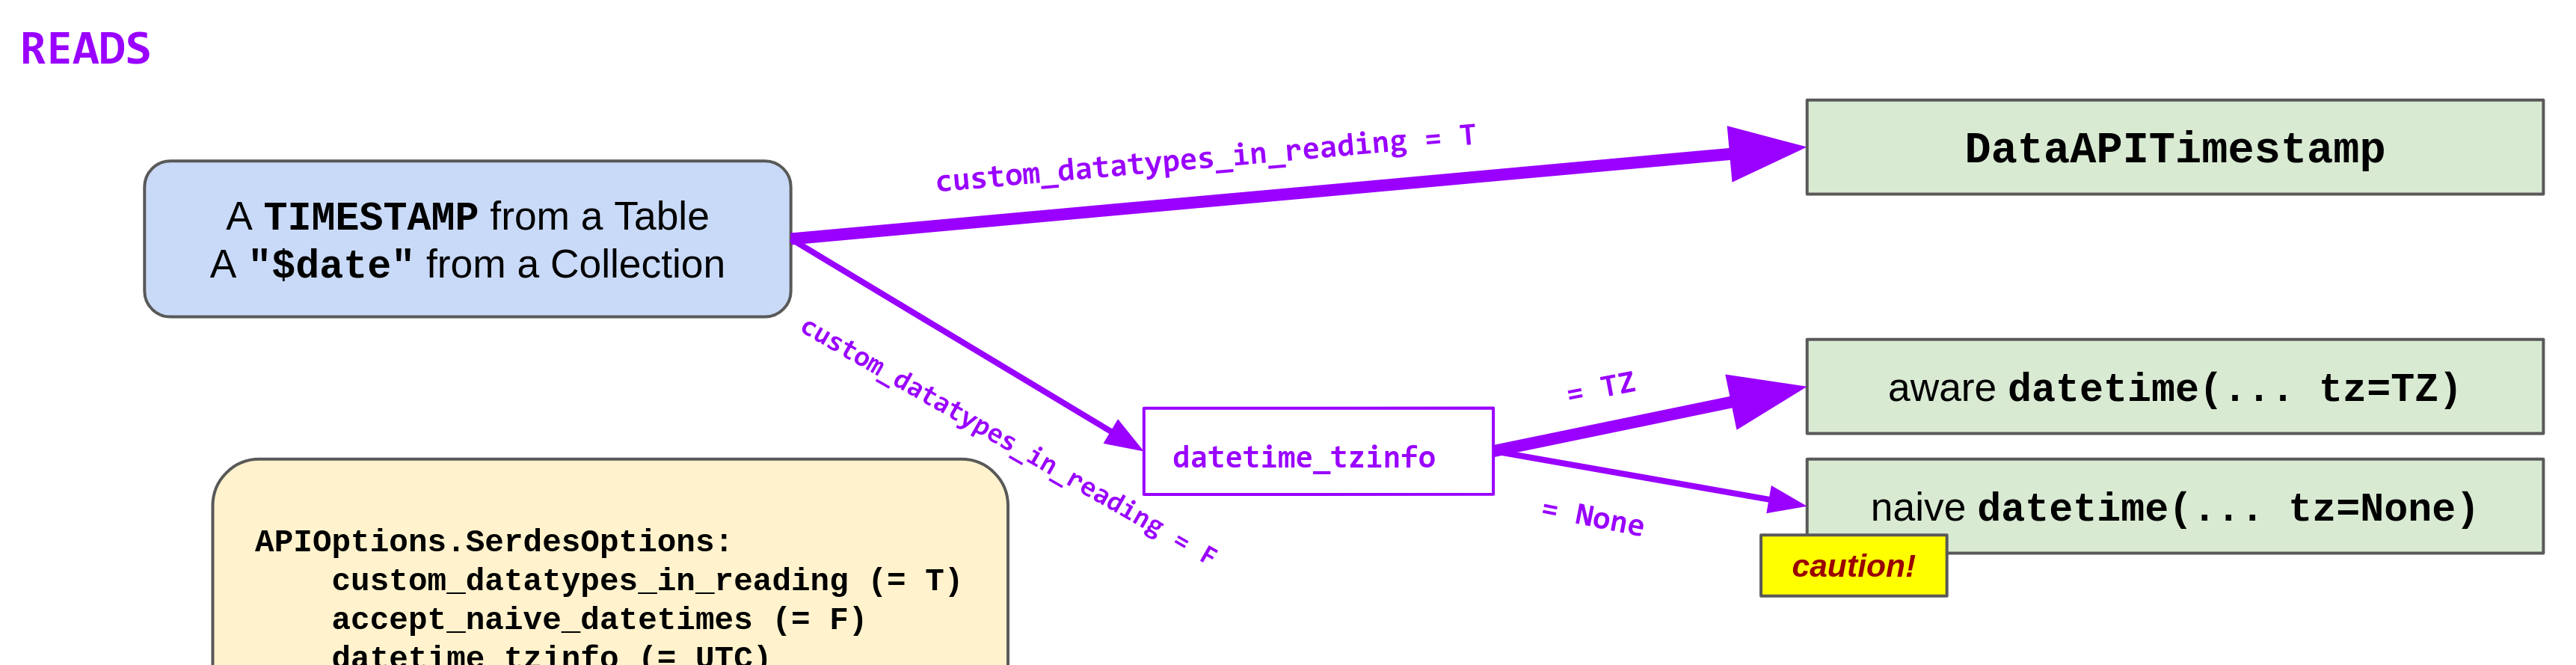 READS
custom_datatypes_in_reading = T
DataAPITimestamp
A TIMESTAMP from a Table
A "$date" from a Collection
custom_datatypes_in_reading = F
datetime_tzinfo
= TZ
aware datetime(... tz=TZ)
= None
naive datetime(... tz=None)
caution!
APIOptions.SerdesOptions:
custom_datatypes_in_reading (= T)
accept_naive_datetimes (= F)
datetime_tzinfo (= UTC)